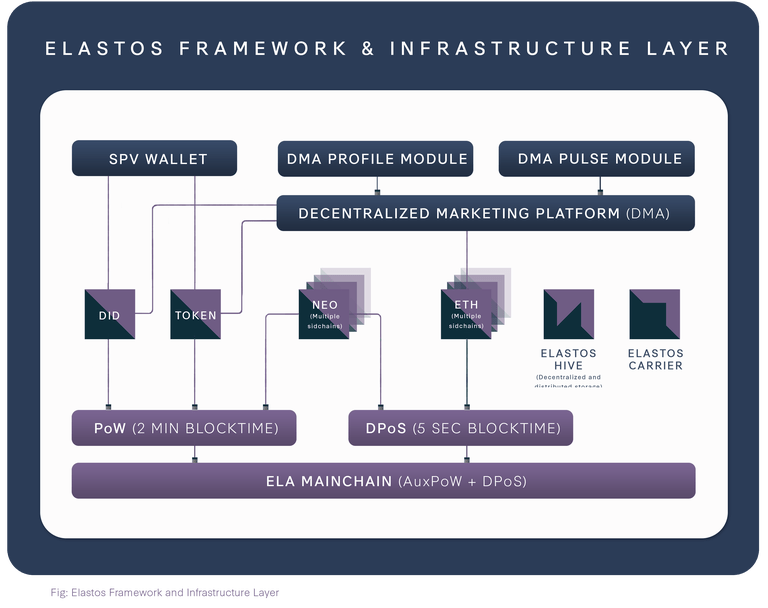 ELASTOS FRAMEWORK & INFRASTRUCTURE LAYER
SPV WALLET
DMA PROFILE MODULE
DMA PULSE MODULE
DECENTRALIZED MARKETING PLATFORM (DMA)
DID
TOKEN
NEO
(Multiple
sidchains)
ETH
(Multiple
sidchains)
ELASTOS
HIVE
(Decentralized and
distributed storage)
ELASTOS
CARRIER
PoW (2 MIN BLOCKTIME)
DPoS (5 SEC BLOCKTIME)
ELA MAINCHAIN (AuxPoW + DPoS)
Fig: Elastos Framework and Infrastructure Layer